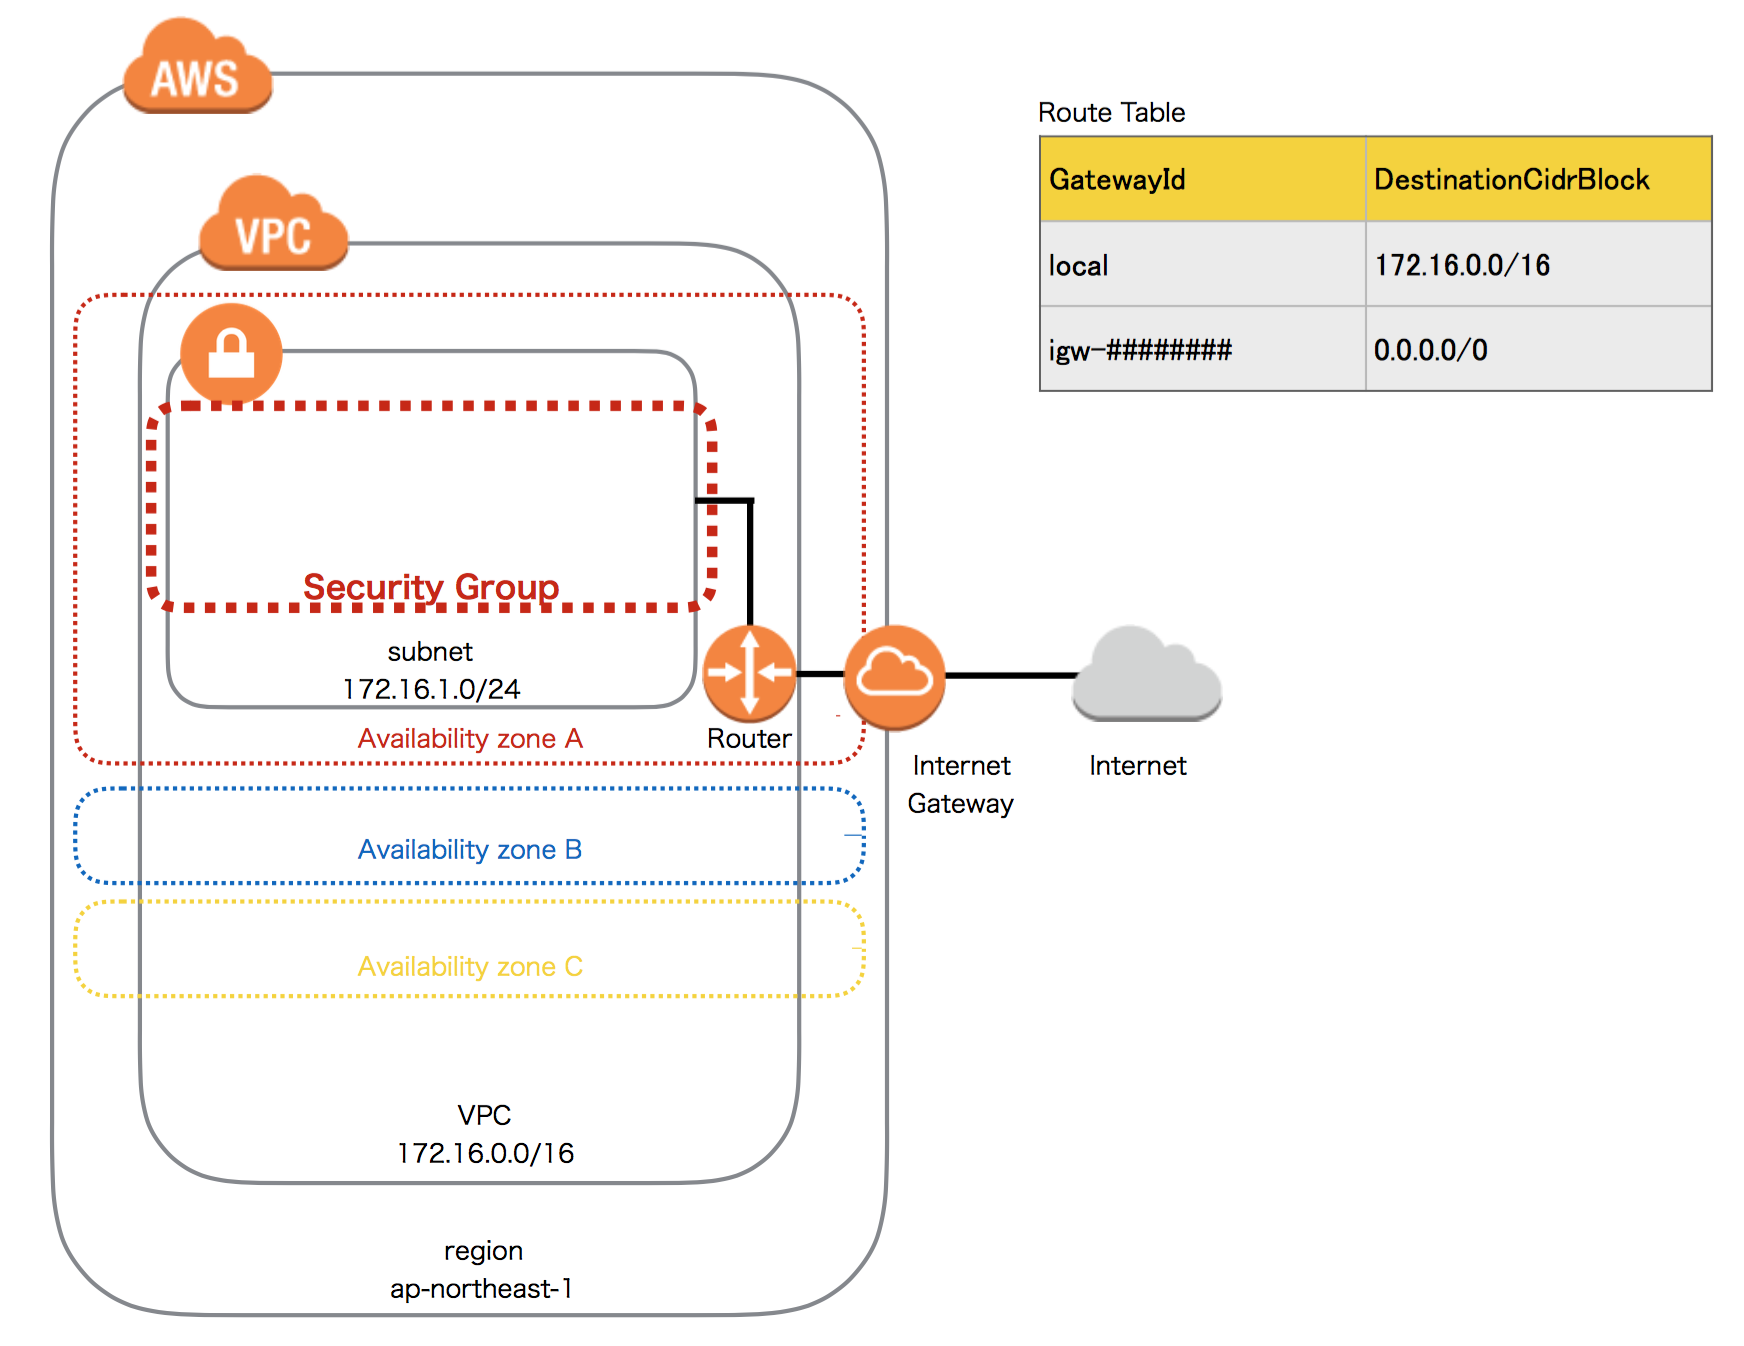 AWS
VPC
Security Group
subnet
172.16.1.0/24
Availability zone A
Router
Internet
Gateway
Internet
Availability zone B
Availability zone C
VPC
172.16.0.0/16
region
ap-northeast-1
Route Table
GatewayId DestinationCidrBlock
local 172.16.0.0/16
igw-######## 0.0.0.0/0